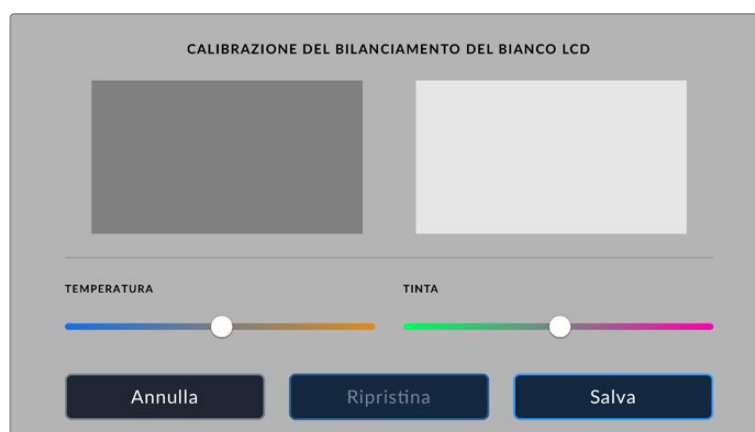 CALIBRAZIONE DEL BILANCIAMENTO DEL BIANCO LCD
TEMPERATURA TINTA
Annulla Ripristina Salva